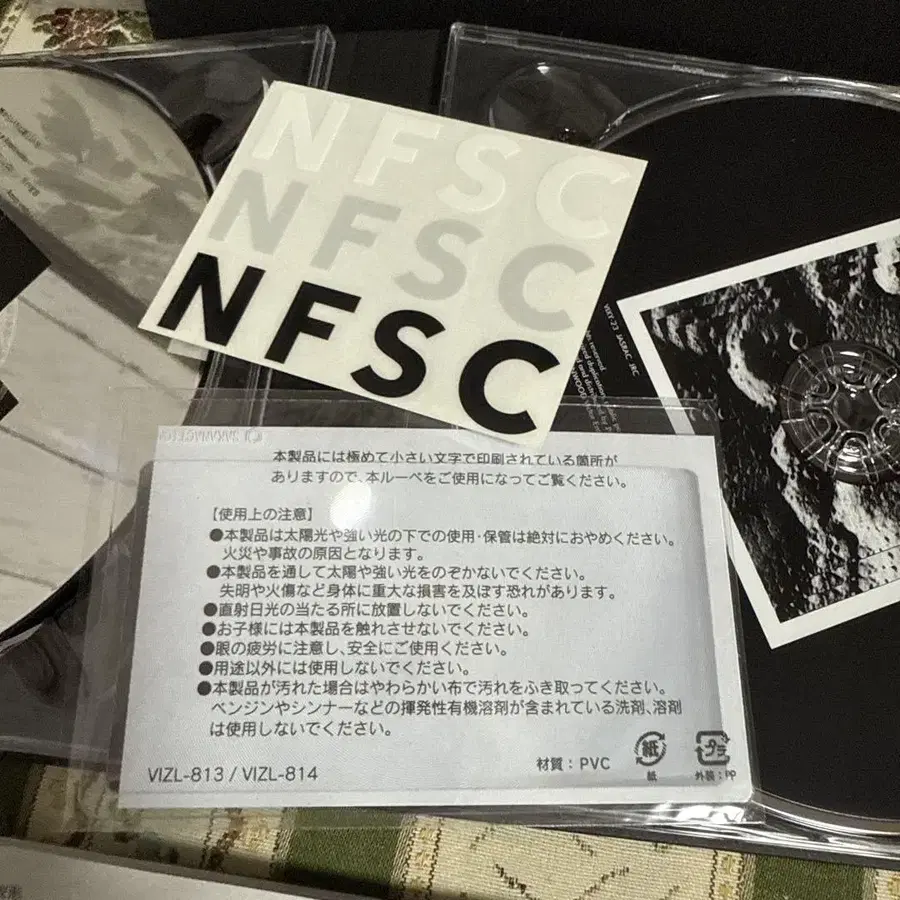 NFSC
NFSC
NFSC
VIZY-23 JASRAC
本製品には極めて小さい文字で印刷されている箇所が
ありますので、本ルーペをご使用になってご覧ください。
【使用上の注意】
●本製品は太陽光や強い光の下での使用・保管は絶対におやめください。
火災や事故の原因となります。
●本製品を通して太陽や強い光をのぞかないでください。
失明や火傷など身体に重大な損害を及ぼす恐れがあります。
●直射日光の当たる所に放置しないでください。
●お子様には本製品を触れさせないでください。
●眼の疲労に注意し、安全にご使用ください。
●用途以外には使用しないでください。
●本製品が汚れた場合はやわらかい布で汚れをふき取ってください。
ベンジンやシンナーなどの揮発性有機溶剤が含まれている洗剤、溶剤
は使用しないでください。
VIZL-813 / VIZL-814
材質：PVC
紙
紙
プラ
外装：PP